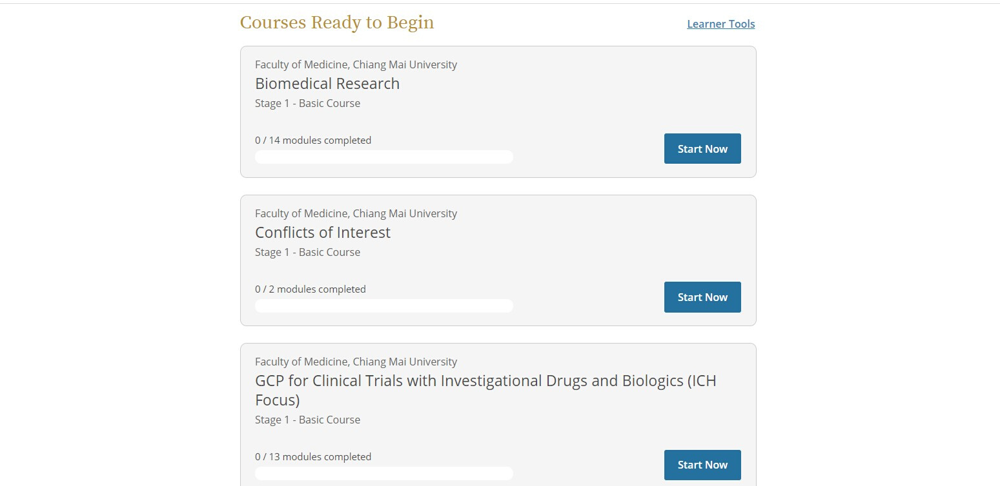 Courses Ready to Begin
Learner Tools
Faculty of Medicine, Chiang Mai University
Biomedical Research
Stage 1 - Basic Course
0 / 14 modules completed
Start Now
Faculty of Medicine, Chiang Mai University
Conflicts of Interest
Stage 1 - Basic Course
0 / 2 modules completed
Start Now
Faculty of Medicine, Chiang Mai University
GCP for Clinical Trials with Investigational Drugs and Biologics (ICH
Focus)
Stage 1 - Basic Course
0 / 13 modules completed
Start Now